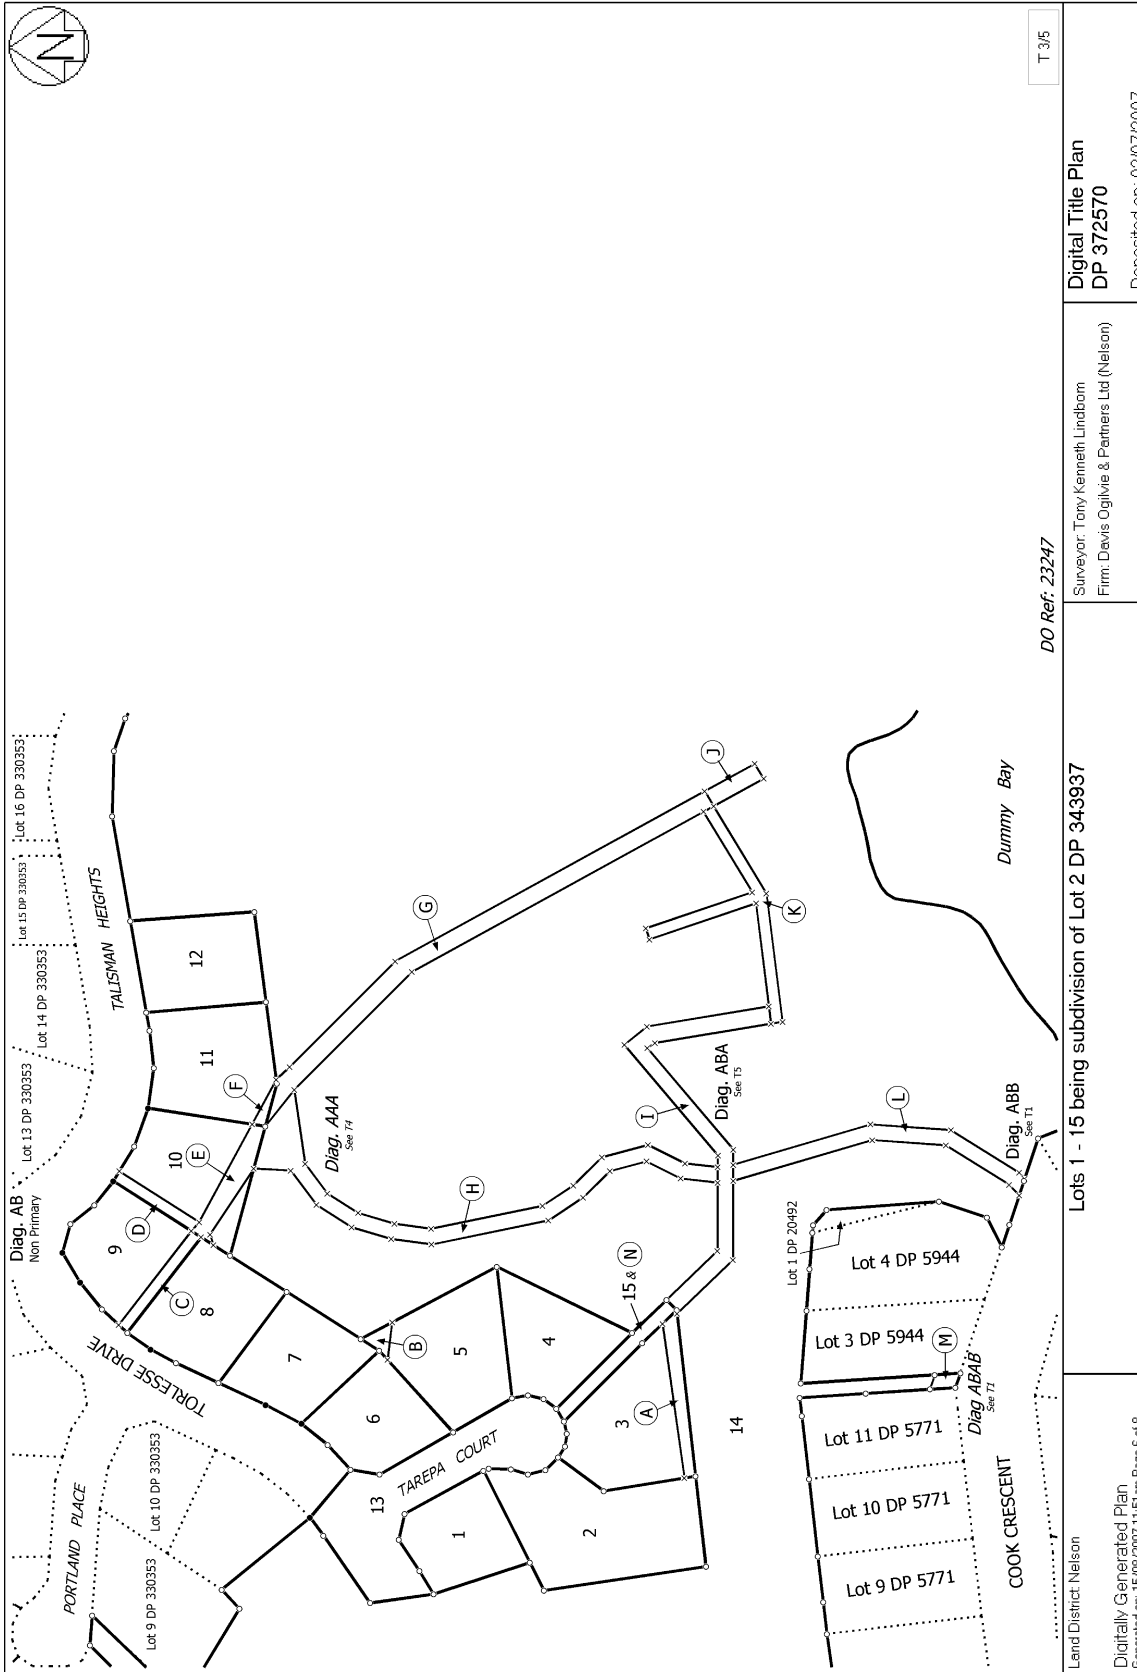 N
T 3/5
Lot 16 DP 330353
Lot 15 DP 330353
Lot 14 DP 330353
Lot 13 DP 330353
Diag. AB
Non Primary
TALISMAN HEIGHTS
12
11
10
9
8
7
6
5
4
3
2
1
13
14
15 & N
F
E
D
C
B
A
G
H
I
J
K
L
M
Diag. AAA
See T4
Diag. ABA
See T5
Diag. ABB
See T1
Diag ABAB
See T1
TORLESSE DRIVE
TAREPA COURT
PORTLAND PLACE
Lot 10 DP 330353
Lot 9 DP 330353
Lot 1 DP 20492
Lot 4 DP 5944
Lot 3 DP 5944
Lot 11 DP 5771
Lot 10 DP 5771
Lot 9 DP 5771
COOK CRESCENT
Dummy Bay
DO Ref: 23247
Land District: Nelson
Digitally Generated Plan
Lots 1 - 15 being subdivision of Lot 2 DP 343937
Surveyor: Tony Kenneth Lindbom
Firm: Davis Ogilvie & Partners Ltd (Nelson)
Digital Title Plan
DP 372570